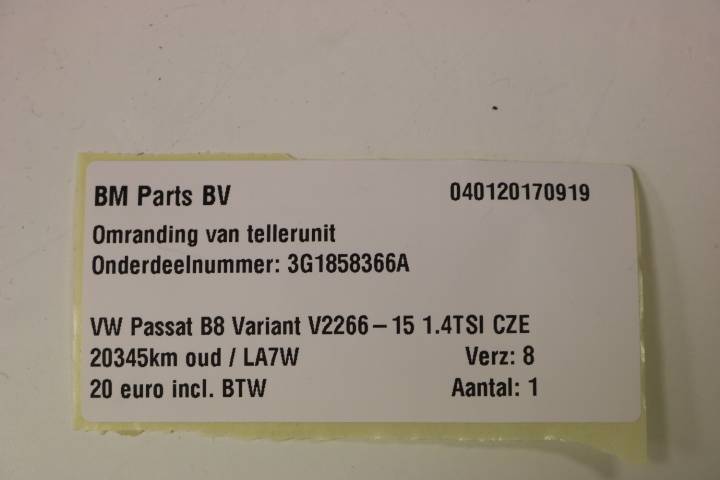 BM Parts BV 040120170919
Omranding van tellerunit
Onderdeelnummer: 3G1858366A
VW Passat B8 Variant V2266-15 1.4TSI CZE
20345km oud / LA7W Verz: 8
20 euro incl. BTW Aantal: 1